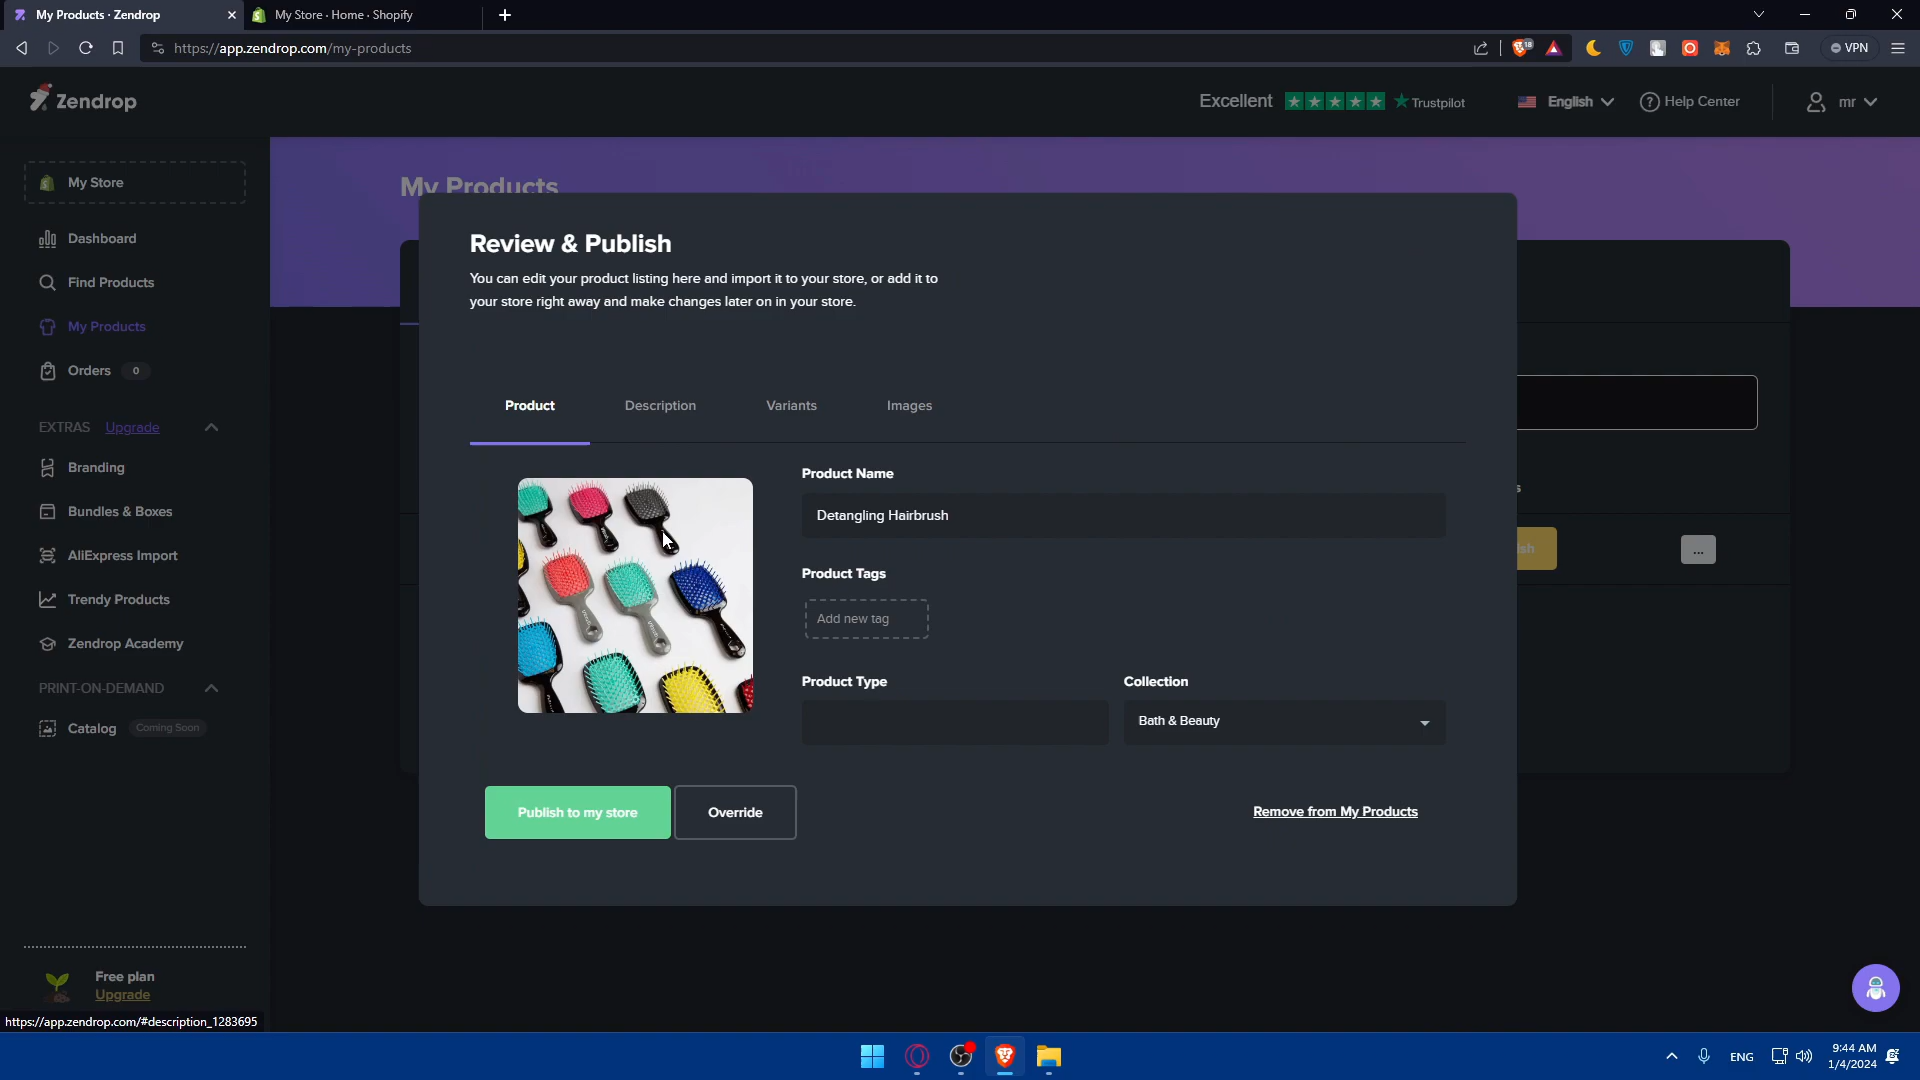 My Products · Zendrop
My Store · Home · Shopify
https://app.zendrop.com/my-products
18
VPN
Zendrop
Excellent
Trustpilot
English
Help Center
mr
My Store
Dashboard
Find Products
My Products
Orders 0
EXTRAS Upgrade
Branding
Bundles & Boxes
AliExpress Import
Trendy Products
Zendrop Academy
PRINT-ON-DEMAND
Catalog Coming Soon
Free plan
Upgrade
https://app.zendrop.com/#description_1283695
My Products
Review & Publish
You can edit your product listing here and import it to your store, or add it to
your store right away and make changes later on in your store.
Product
Description
Variants
Images
Product Name
Detangling Hairbrush
Product Tags
Add new tag
Product Type
Collection
Bath & Beauty
Publish to my store
Override
Remove from My Products
...
ENG
9:44 AM
1/4/2024